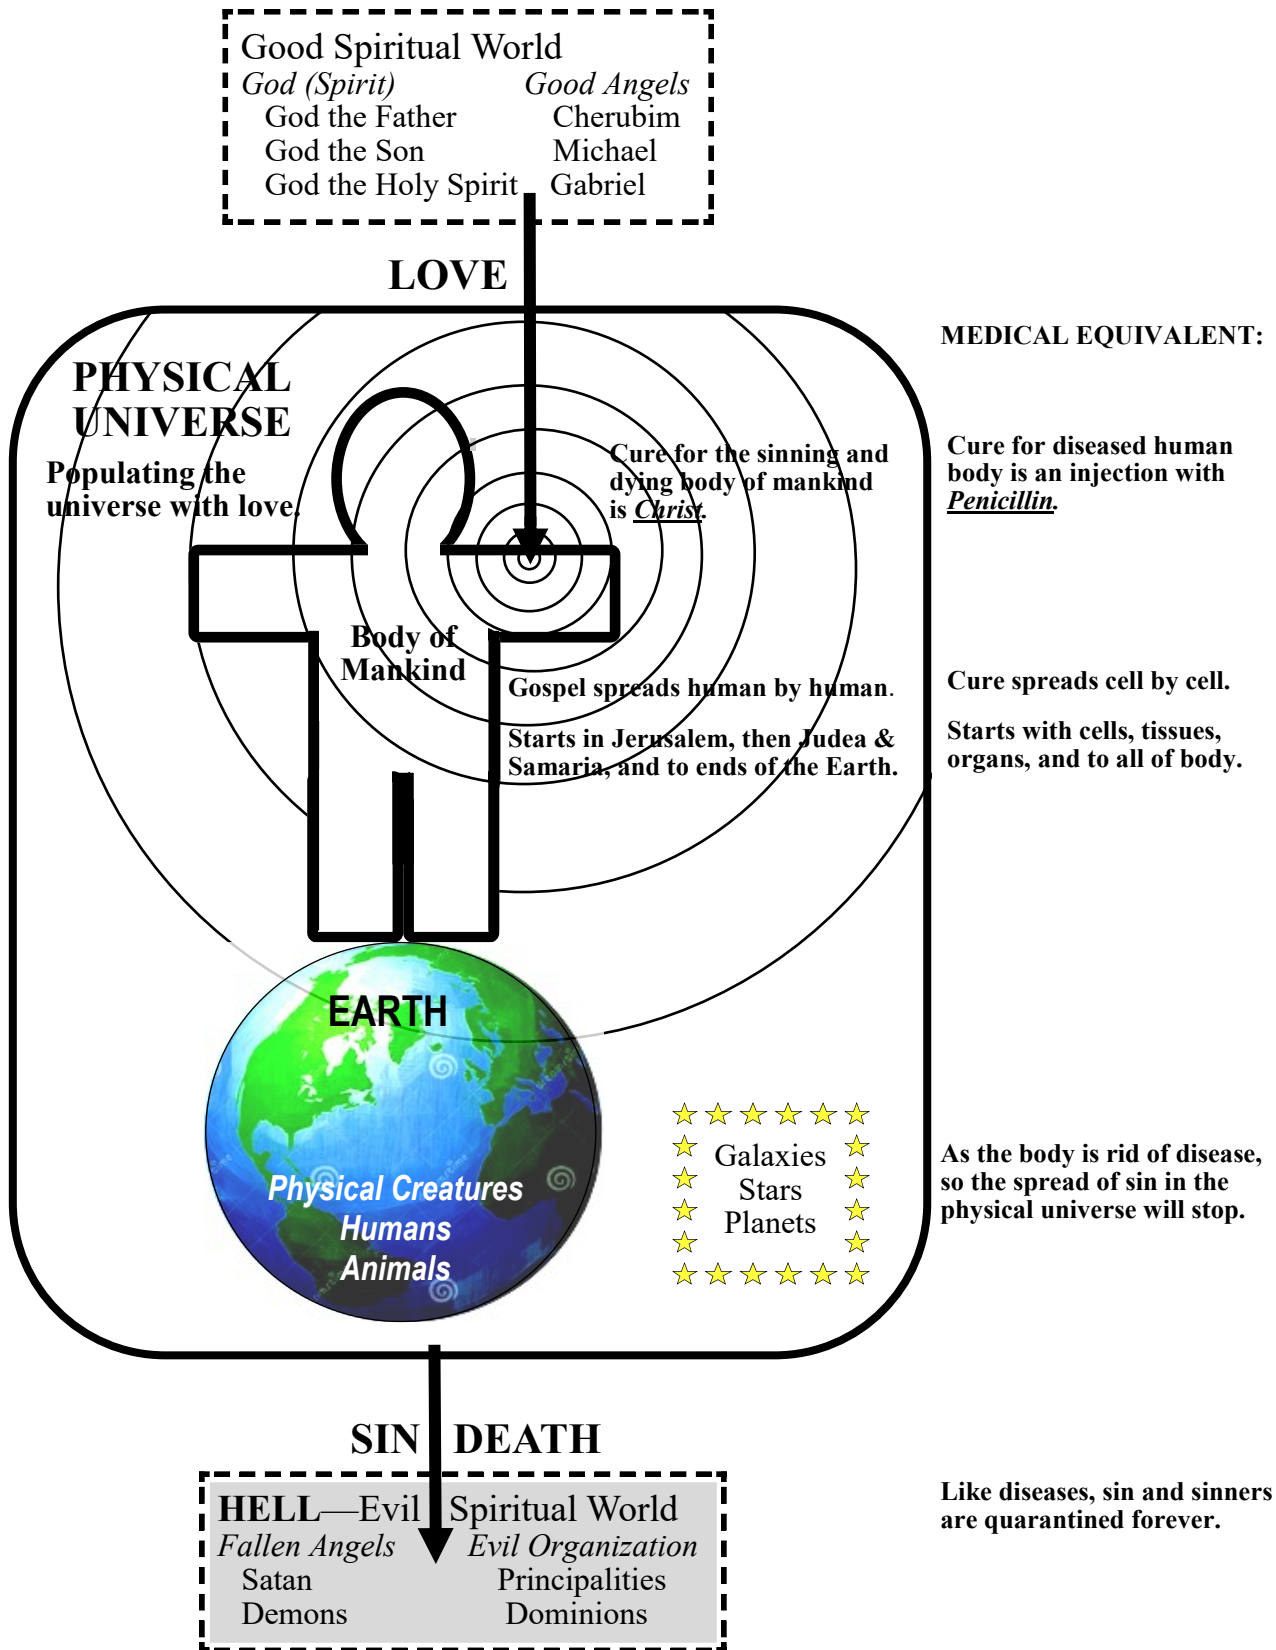 Good Spiritual World
God (Spirit) Good Angels
God the Father Cherubim
God the Son Michael
God the Holy Spirit Gabriel
LOVE
MEDICAL EQUIVALENT:
PHYSICAL
UNIVERSE
Populating the
universe with love.
Cure for the sinning and
dying body of mankind
is Christ.
Cure for diseased human
body is an injection with
Penicillin.
Body of
Mankind
Gospel spreads human by human.
Cure spreads cell by cell.
Starts in Jerusalem, then Judea &
Samaria, and to ends of the Earth.
Starts with cells, tissues,
organs, and to all of body.
EARTH
Physical Creatures
Humans
Animals
Galaxies
Stars
Planets
As the body is rid of disease,
so the spread of sin in the
physical universe will stop.
SIN DEATH
HELL—Evil Spiritual World
Fallen Angels Evil Organization
Satan Principalities
Demons Dominions
Like diseases, sin and sinners
are quarantined forever.